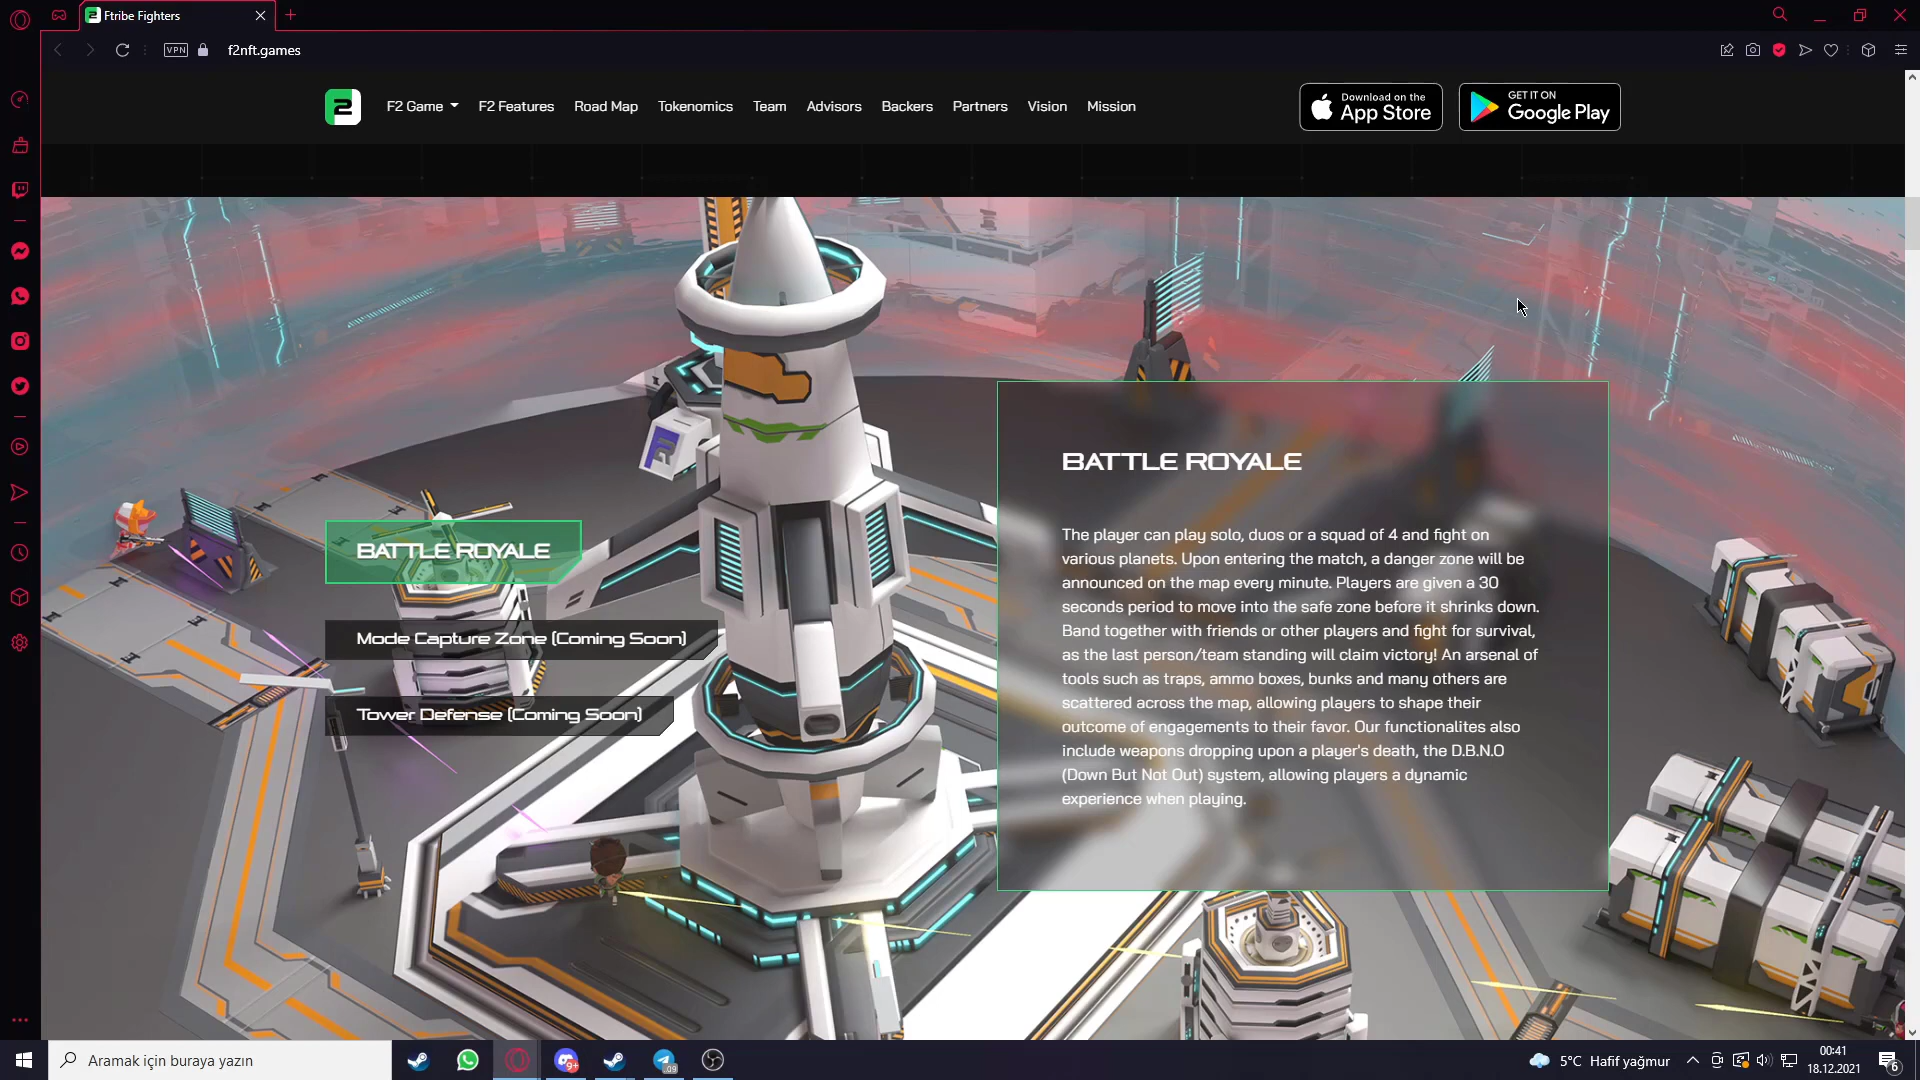 Ftribe Fighters
VPN
f2nft.games
F2 Game
F2 Features
Road Map
Tokenomics
Team
Advisors
Backers
Partners
Vision
Mission
Download on the
App Store
GET IT ON
Google Play
BATTLE ROYALE
Mode Capture Zone (Coming Soon)
Tower Defense (Coming Soon)
BATTLE ROYALE
The player can play solo, duos or a squad of 4 and fight on
various planets. Upon entering the match, a danger zone will be
announced on the map every minute. Players are given a 30
seconds period to move into the safe zone before it shrinks down.
Band together with friends or other players and fight for survival,
as the last person/team standing will claim victory! An arsenal of
tools such as traps, ammo boxes, bunks and many others are
scattered across the map, allowing players to shape their
outcome of engagements to their favor. Our functionalites also
include weapons dropping upon a player's death, the D.B.N.O
(Down But Not Out) system, allowing players a dynamic
experience when playing.
Aramak için buraya yazın
9+
.09
5°C Hafif yağmur
00:41
18.12.2021
6